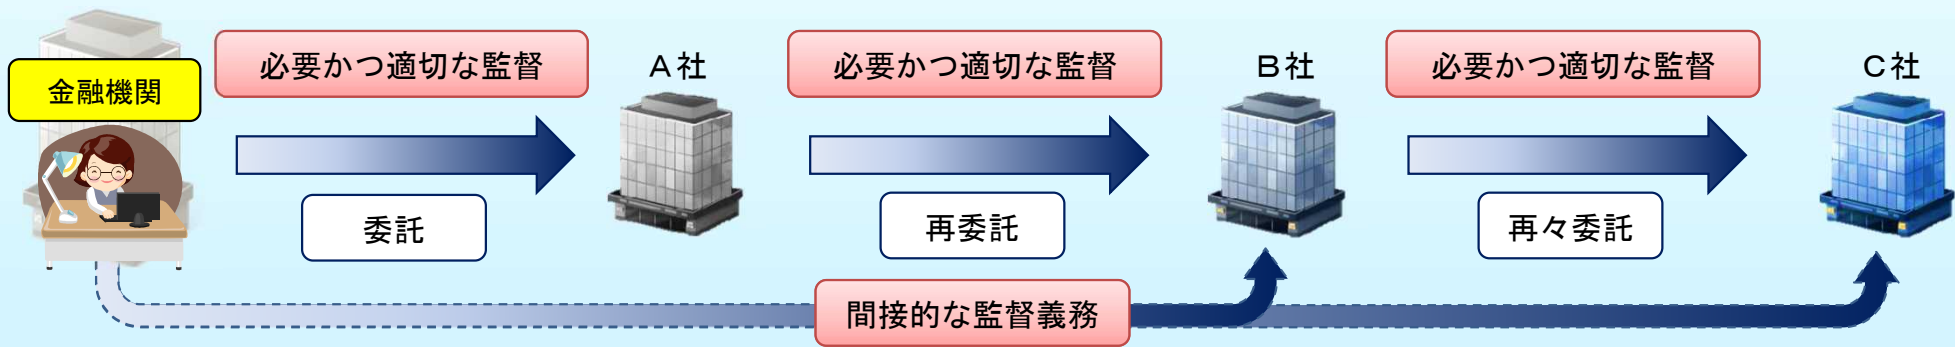 金融機関
必要かつ適切な監督
委託
A社
必要かつ適切な監督
再委託
B社
必要かつ適切な監督
再々委託
C社
間接的な監督義務